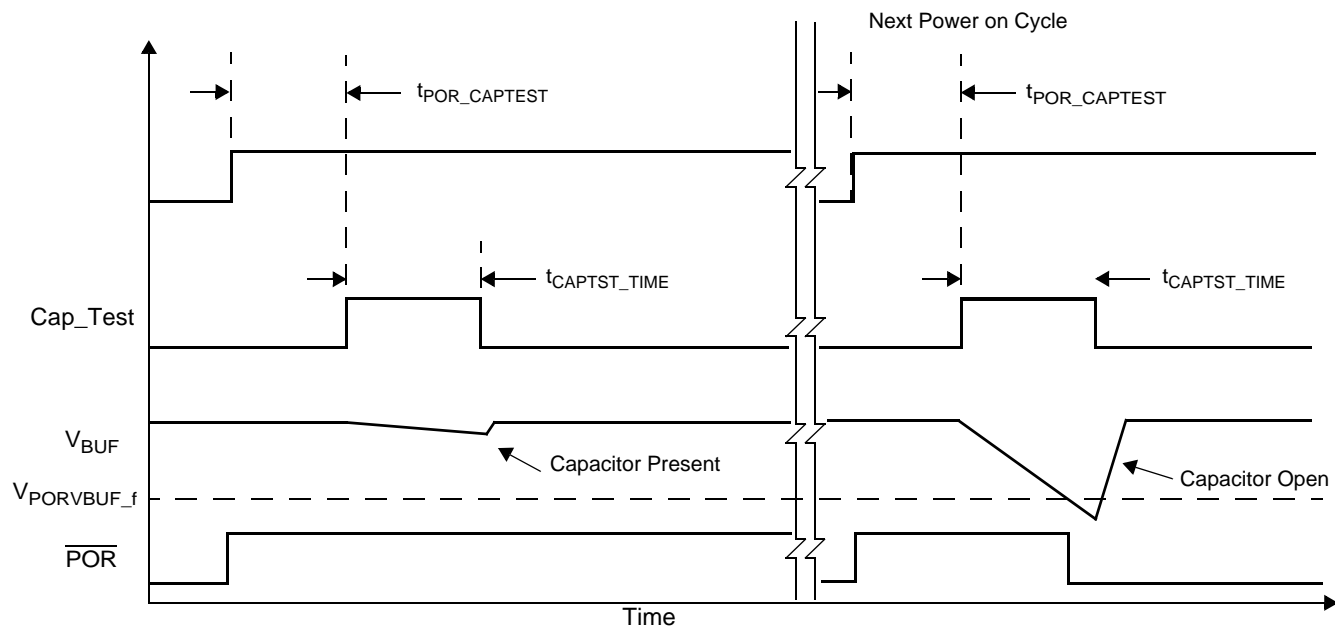 Next Power on Cycle
tPOR_CAPTEST
tPOR_CAPTEST
tCAPTST_TIME
tCAPTST_TIME
Cap_Test
VBUF
Capacitor Present
Capacitor Open
VPORVBUF_f
POR
Time